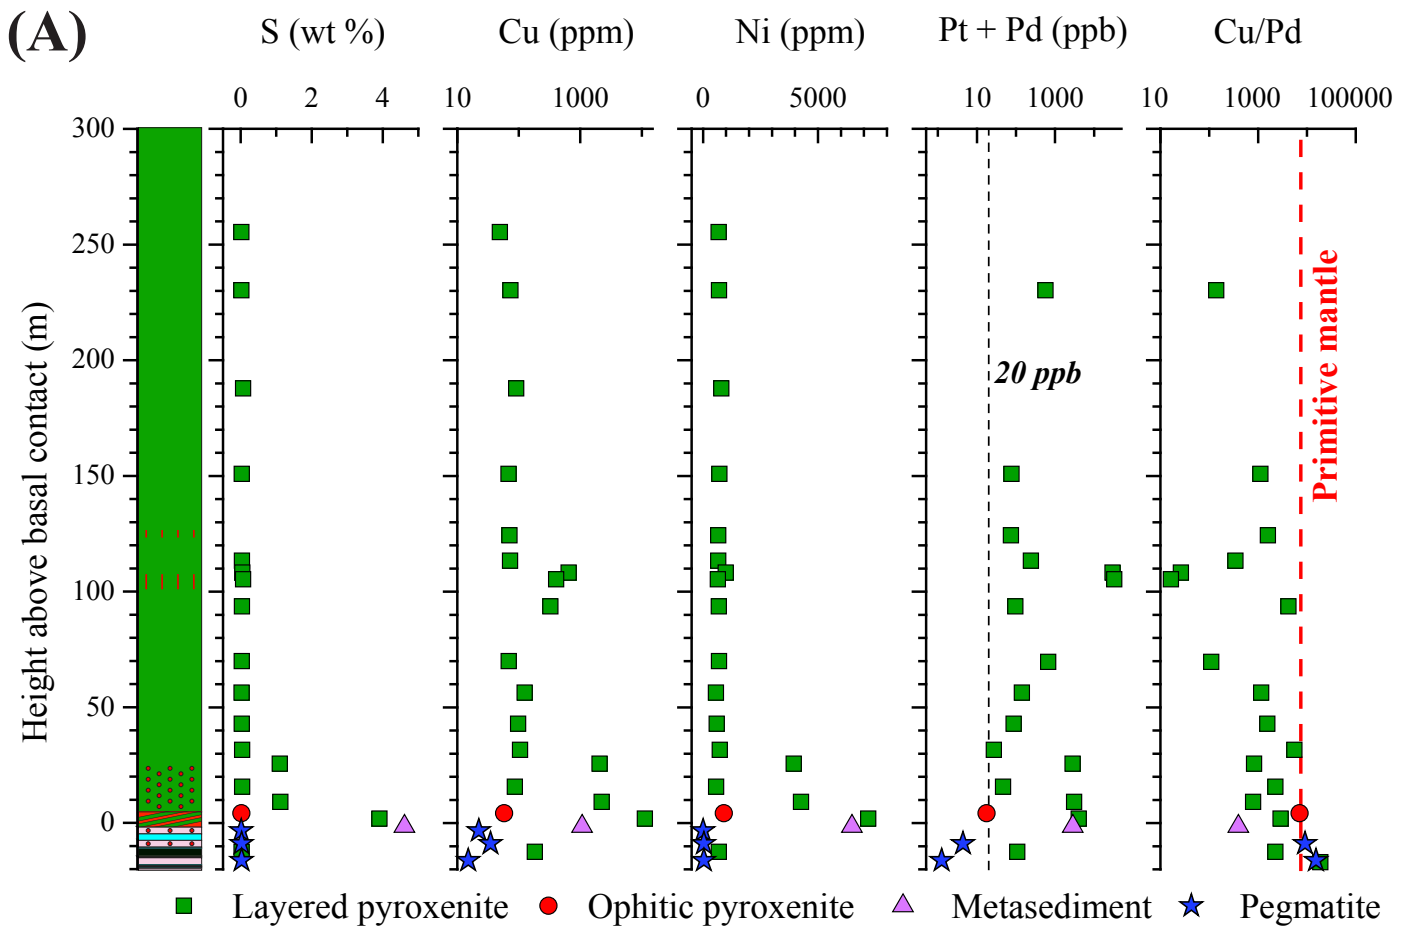 (A)
S (wt %) Cu (ppm) Ni (ppm) Pt + Pd (ppb) Cu/Pd
0 2 4 10 1000 0 5000 10 1000 10 1000 100000
300
250
200
150
100
50
0
Height above basal contact (m)
20 ppb
Primitive mantle
Layered pyroxenite Ophitic pyroxenite Metasediment Pegmatite